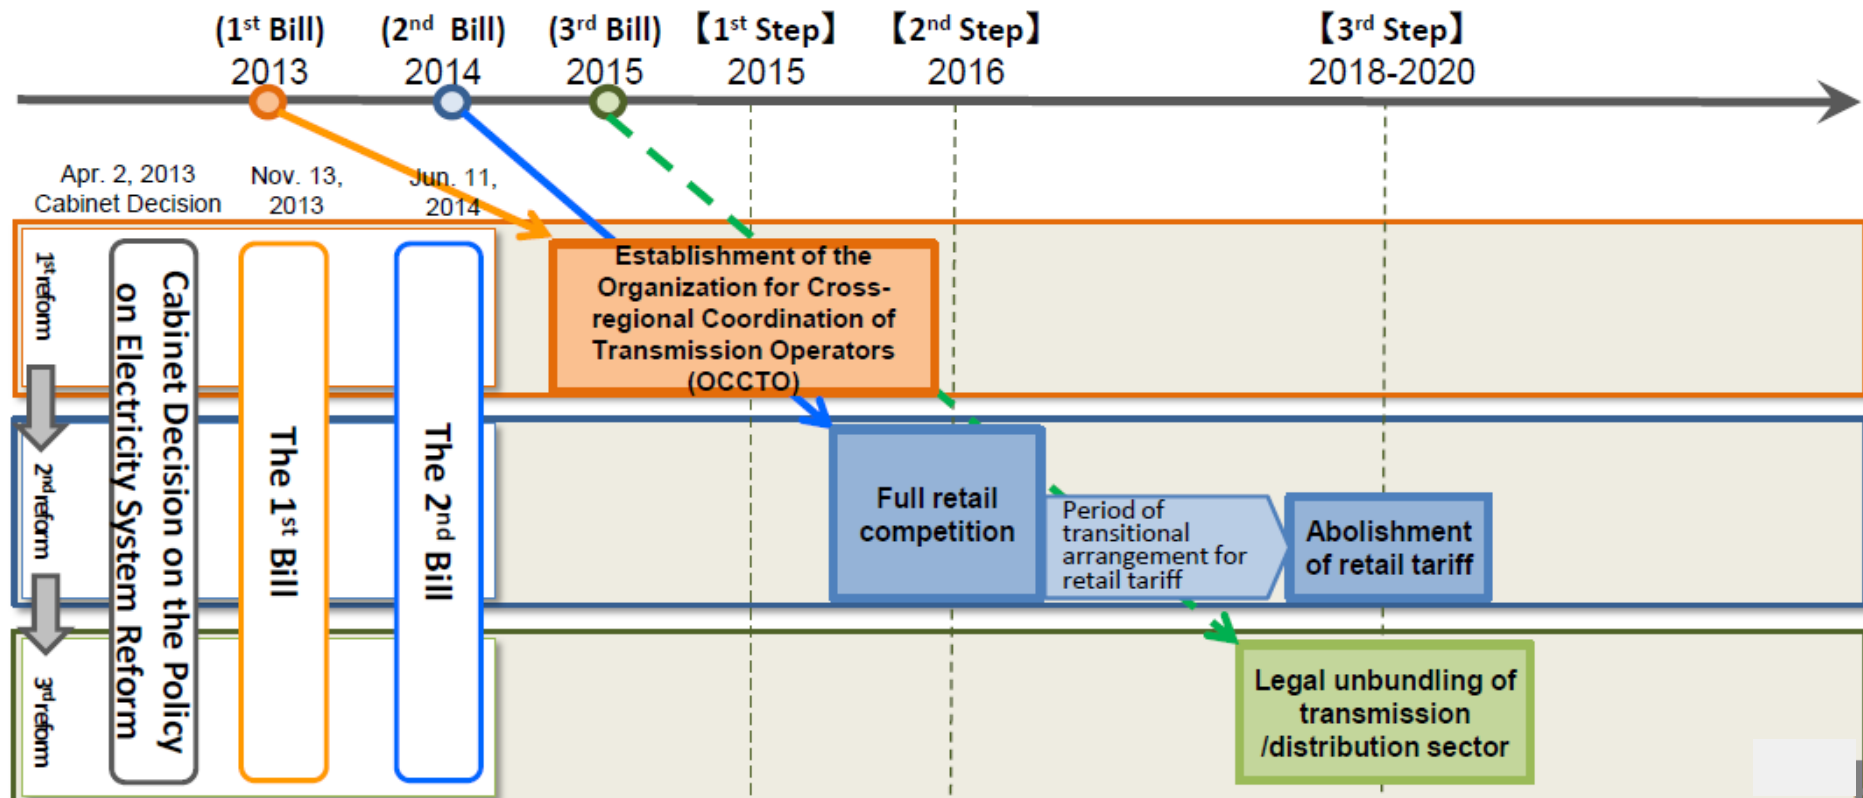 (1st Bill) (2nd Bill) (3rd Bill) 【1st Step】 【2nd Step】 【3rd Step】
2013 2014 2015 2015 2016 2018-2020
Apr. 2, 2013
Cabinet Decision
Nov. 13,
2013
Jun. 11,
2014
1st reform
2nd reform
3rd reform
Cabinet Decision on the Policy
on Electricity System Reform
The 1st Bill
The 2nd Bill
Establishment of the
Organization for Cross-
regional Coordination of
Transmission Operators
(OCCTO)
Full retail
competition
Period of
transitional
arrangement for
retail tariff
Abolishment
of retail tariff
Legal unbundling of
transmission
/distribution sector